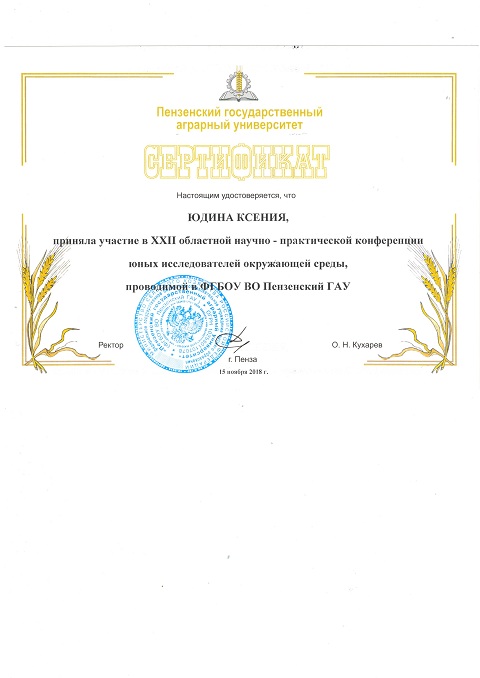 Пензенский государственный
аграрный университет
СЕРТИФИКАТ
Настоящим удостоверяется, что
ЮДИНА КСЕНИЯ,
приняла участие в XXII областной научно - практической конференции
юных исследователей окружающей среды,
проводимой в ФГБОУ ВО Пензенский ГАУ
Ректор
О. Н. Кухарев
г. Пенза
15 ноября 2018 г.